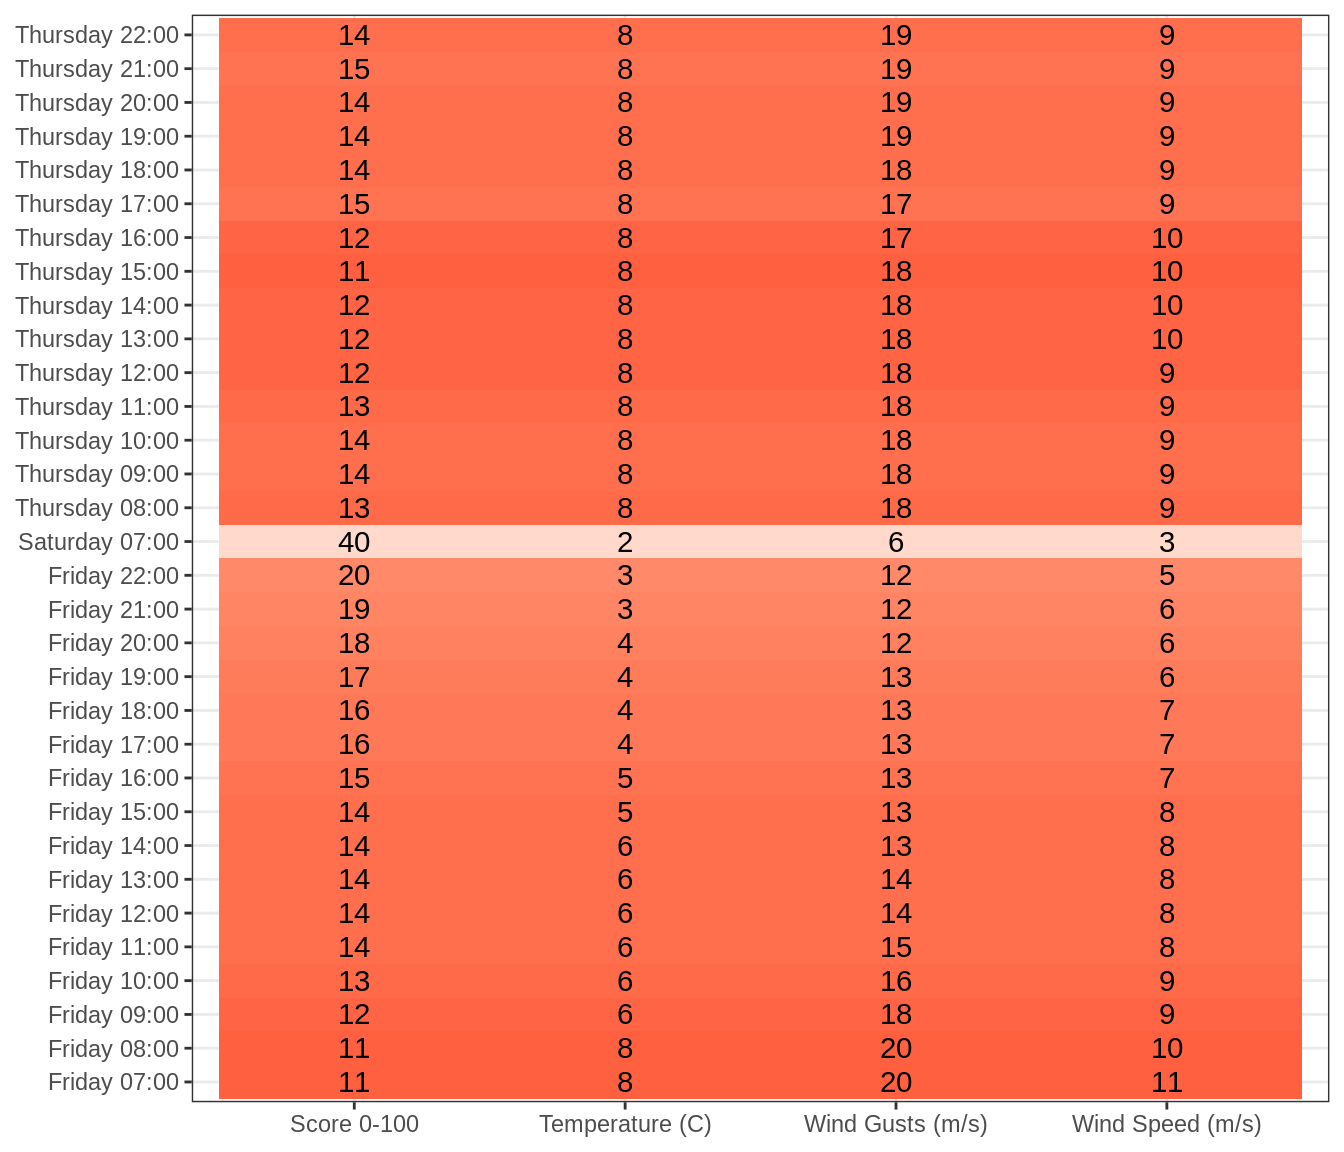 Thursday 22:00 14 8 19 9
Thursday 21:00 15 8 19 9
Thursday 20:00 14 8 19 9
Thursday 19:00 14 8 19 9
Thursday 18:00 14 8 18 9
Thursday 17:00 15 8 17 9
Thursday 16:00 12 8 17 10
Thursday 15:00 11 8 18 10
Thursday 14:00 12 8 18 10
Thursday 13:00 12 8 18 10
Thursday 12:00 12 8 18 9
Thursday 11:00 13 8 18 9
Thursday 10:00 14 8 18 9
Thursday 09:00 14 8 18 9
Thursday 08:00 13 8 18 9
Saturday 07:00 40 2 6 3
Friday 22:00 20 3 12 5
Friday 21:00 19 3 12 6
Friday 20:00 18 4 12 6
Friday 19:00 17 4 13 6
Friday 18:00 16 4 13 7
Friday 17:00 16 4 13 7
Friday 16:00 15 5 13 7
Friday 15:00 14 5 13 8
Friday 14:00 14 6 13 8
Friday 13:00 14 6 14 8
Friday 12:00 14 6 14 8
Friday 11:00 14 6 15 8
Friday 10:00 13 6 16 9
Friday 09:00 12 6 18 9
Friday 08:00 11 8 20 10
Friday 07:00 11 8 20 11
Score 0-100 Temperature (C) Wind Gusts (m/s) Wind Speed (m/s)